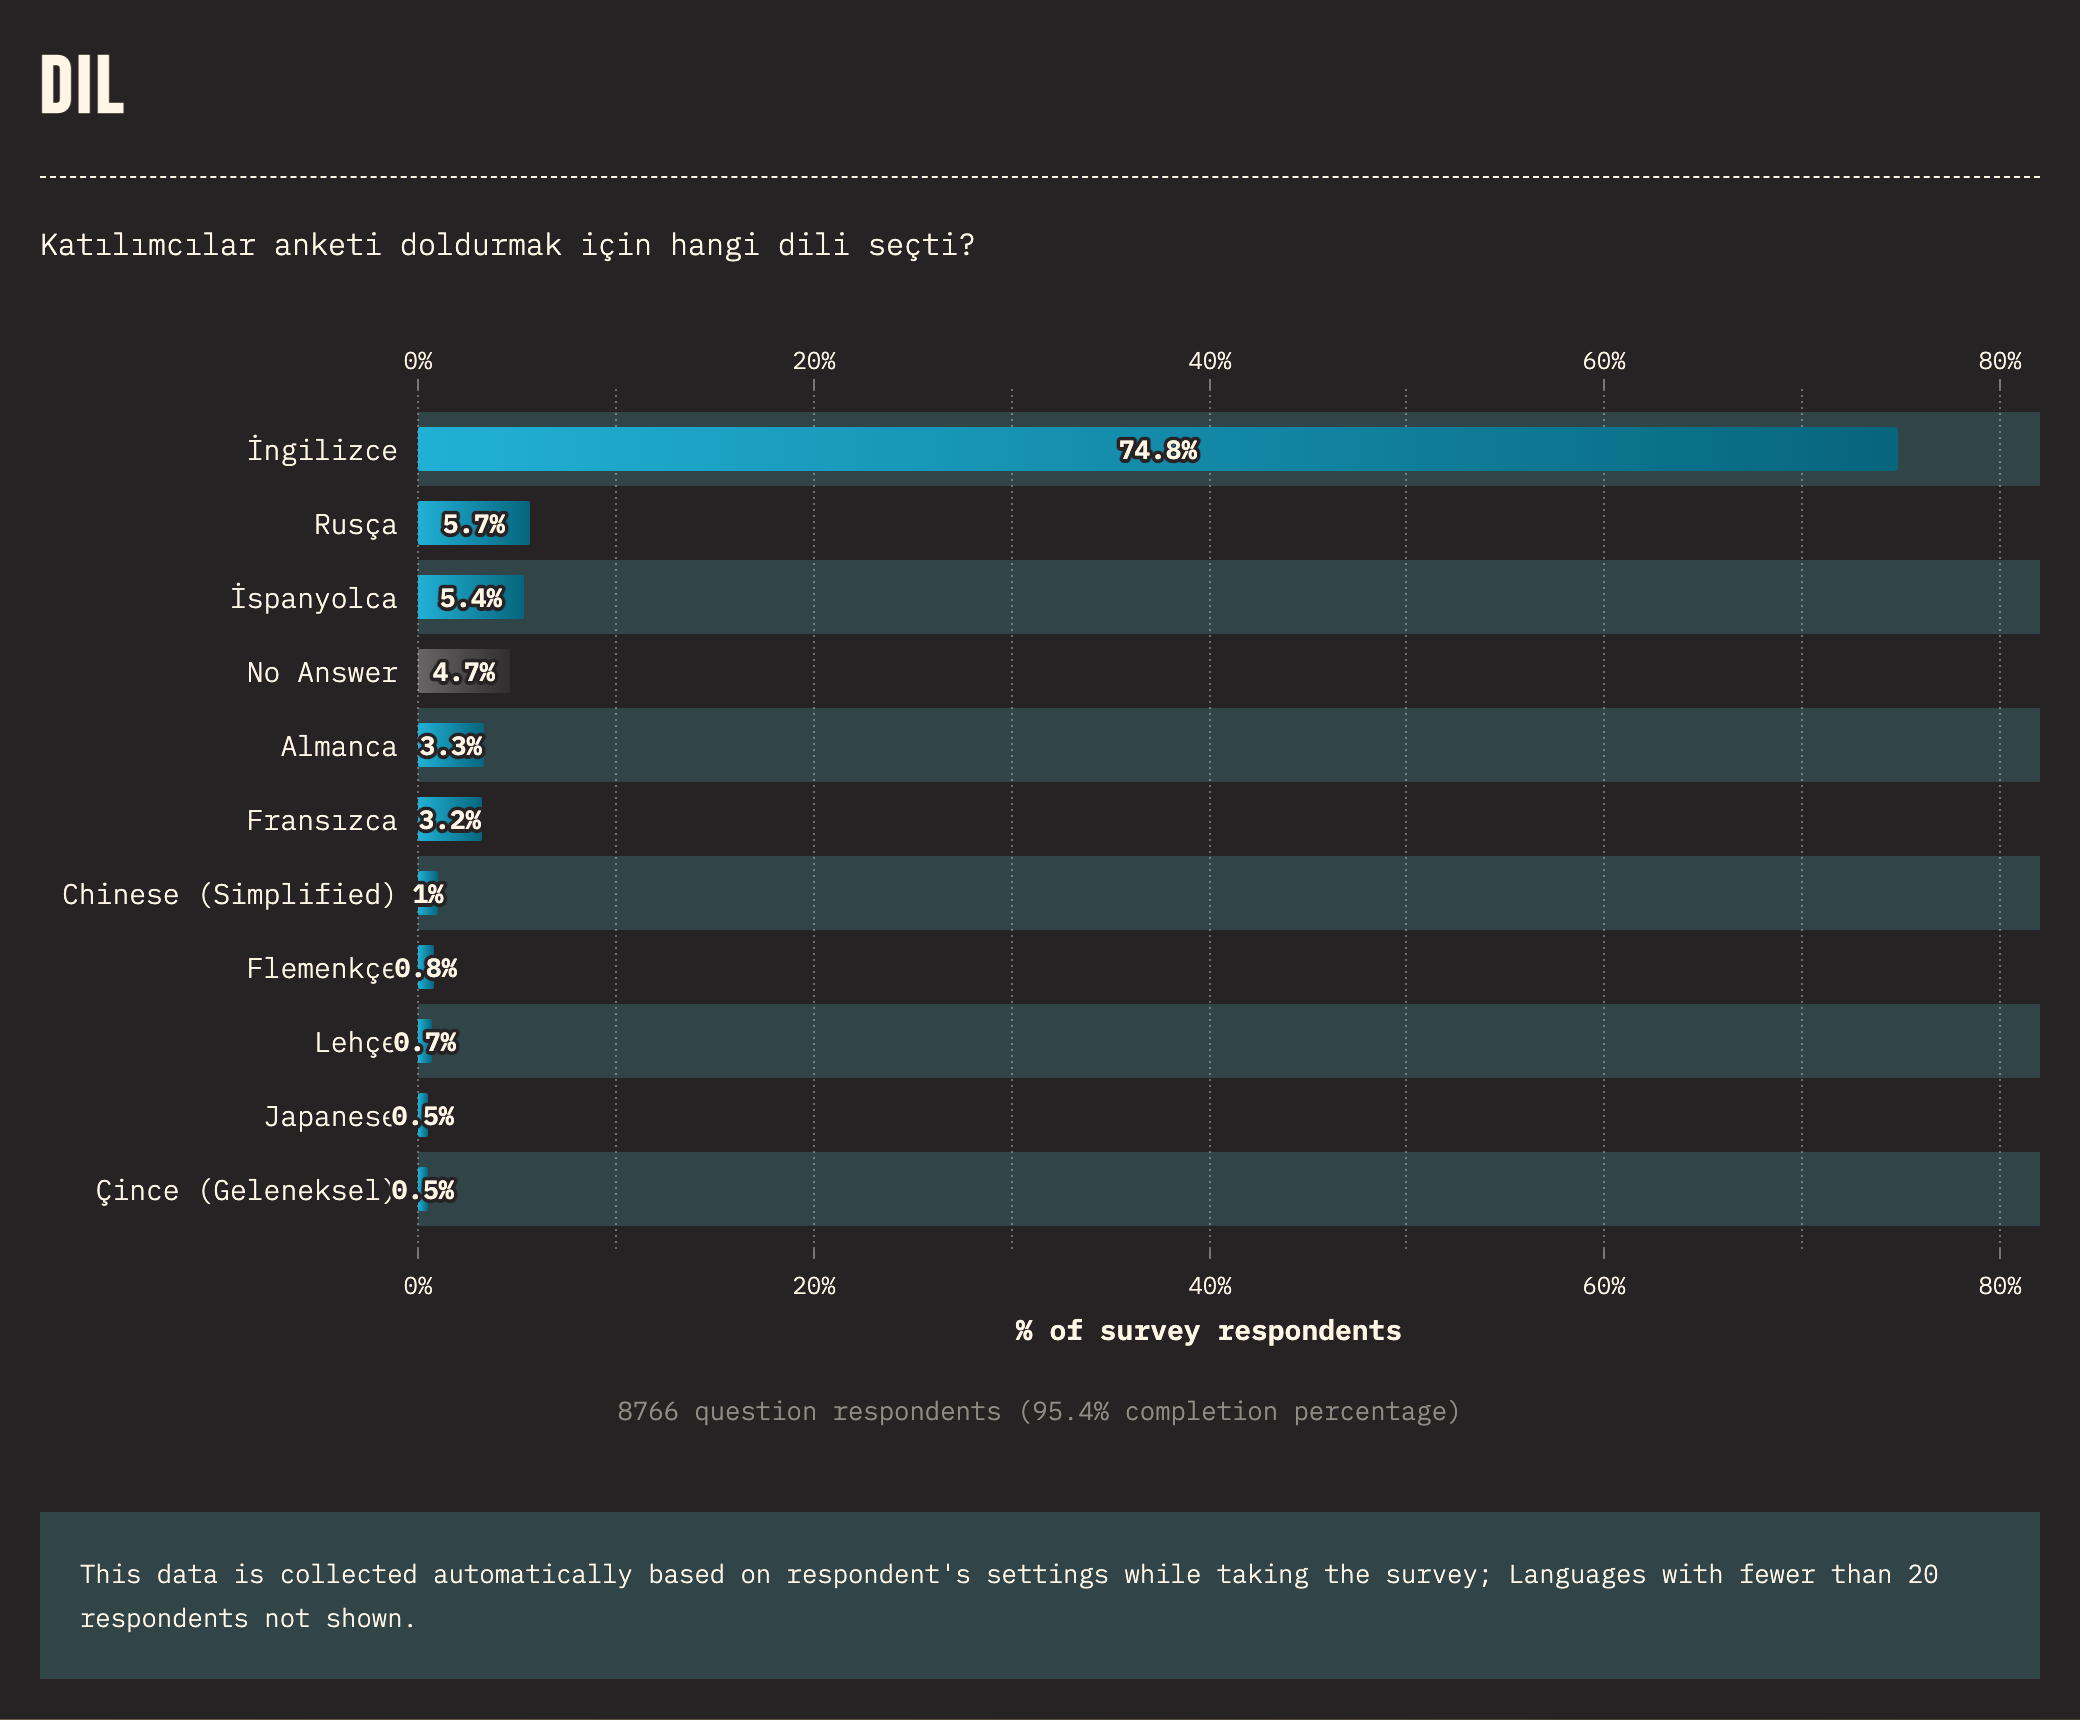 DIL
Katılımcılar anketi doldurmak için hangi dili seçti?
0% 20% 40% 60% 80%
İngilizce 74.8%
Rusça 5.7%
İspanyolca 5.4%
No Answer 4.7%
Almanca 3.3%
Fransızca 3.2%
Chinese (Simplified) 1%
Flemenkçe 0.8%
Lehçe 0.7%
Japanese 0.5%
Çince (Geleneksel) 0.5%
0% 20% 40% 60% 80%
% of survey respondents
8766 question respondents (95.4% completion percentage)
This data is collected automatically based on respondent's settings while taking the survey; Languages with fewer than 20
respondents not shown.